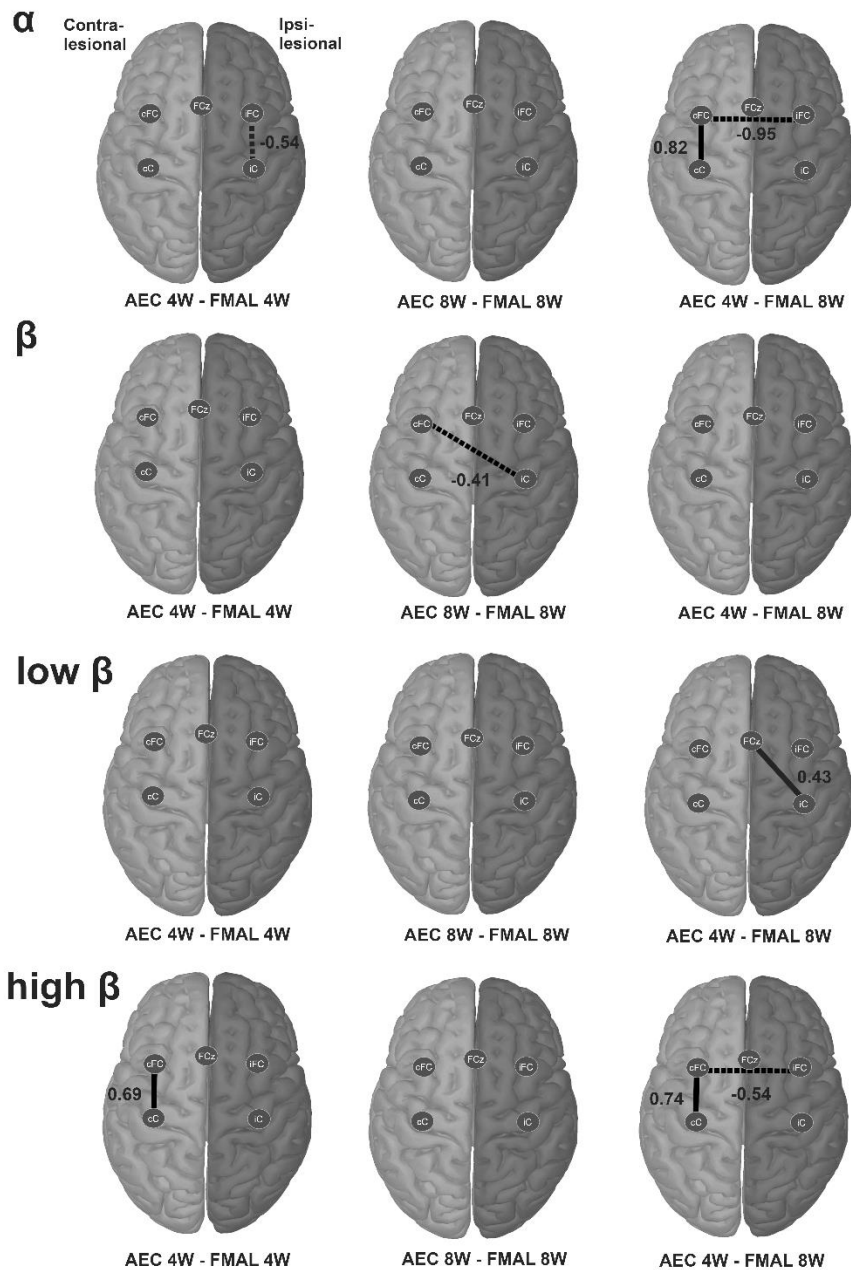 α
Contra-
lesional
Ipsi-
lesional
cFC FCz iFC
-0.54
cC iC
cFC FCz iFC
cC iC
cFC FCz iFC
-0.95
0.82
cC iC
AEC 4W - FMAL 4W
AEC 8W - FMAL 8W
AEC 4W - FMAL 8W
β
cFC FCz iFC
cC iC
cFC FCz iFC
cC -0.41 iC
cFC FCz iFC
cC iC
AEC 4W - FMAL 4W
AEC 8W - FMAL 8W
AEC 4W - FMAL 8W
low β
cFC FCz iFC
cC iC
cFC FCz iFC
cC iC
cFC FCz iFC
0.43
cC iC
AEC 4W - FMAL 4W
AEC 8W - FMAL 8W
AEC 4W - FMAL 8W
high β
cFC FCz iFC
0.69
cC iC
cFC FCz iFC
cC iC
cFC FCz iFC
0.74 -0.54
cC iC
AEC 4W - FMAL 4W
AEC 8W - FMAL 8W
AEC 4W - FMAL 8W